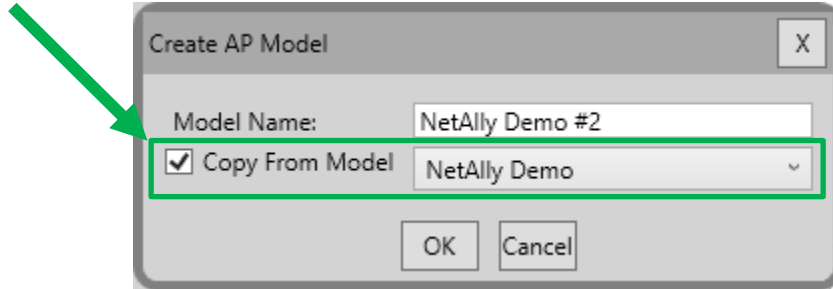 Create AP Model X
Model Name: NetAlly Demo #2
Copy From Model NetAlly Demo
OK Cancel